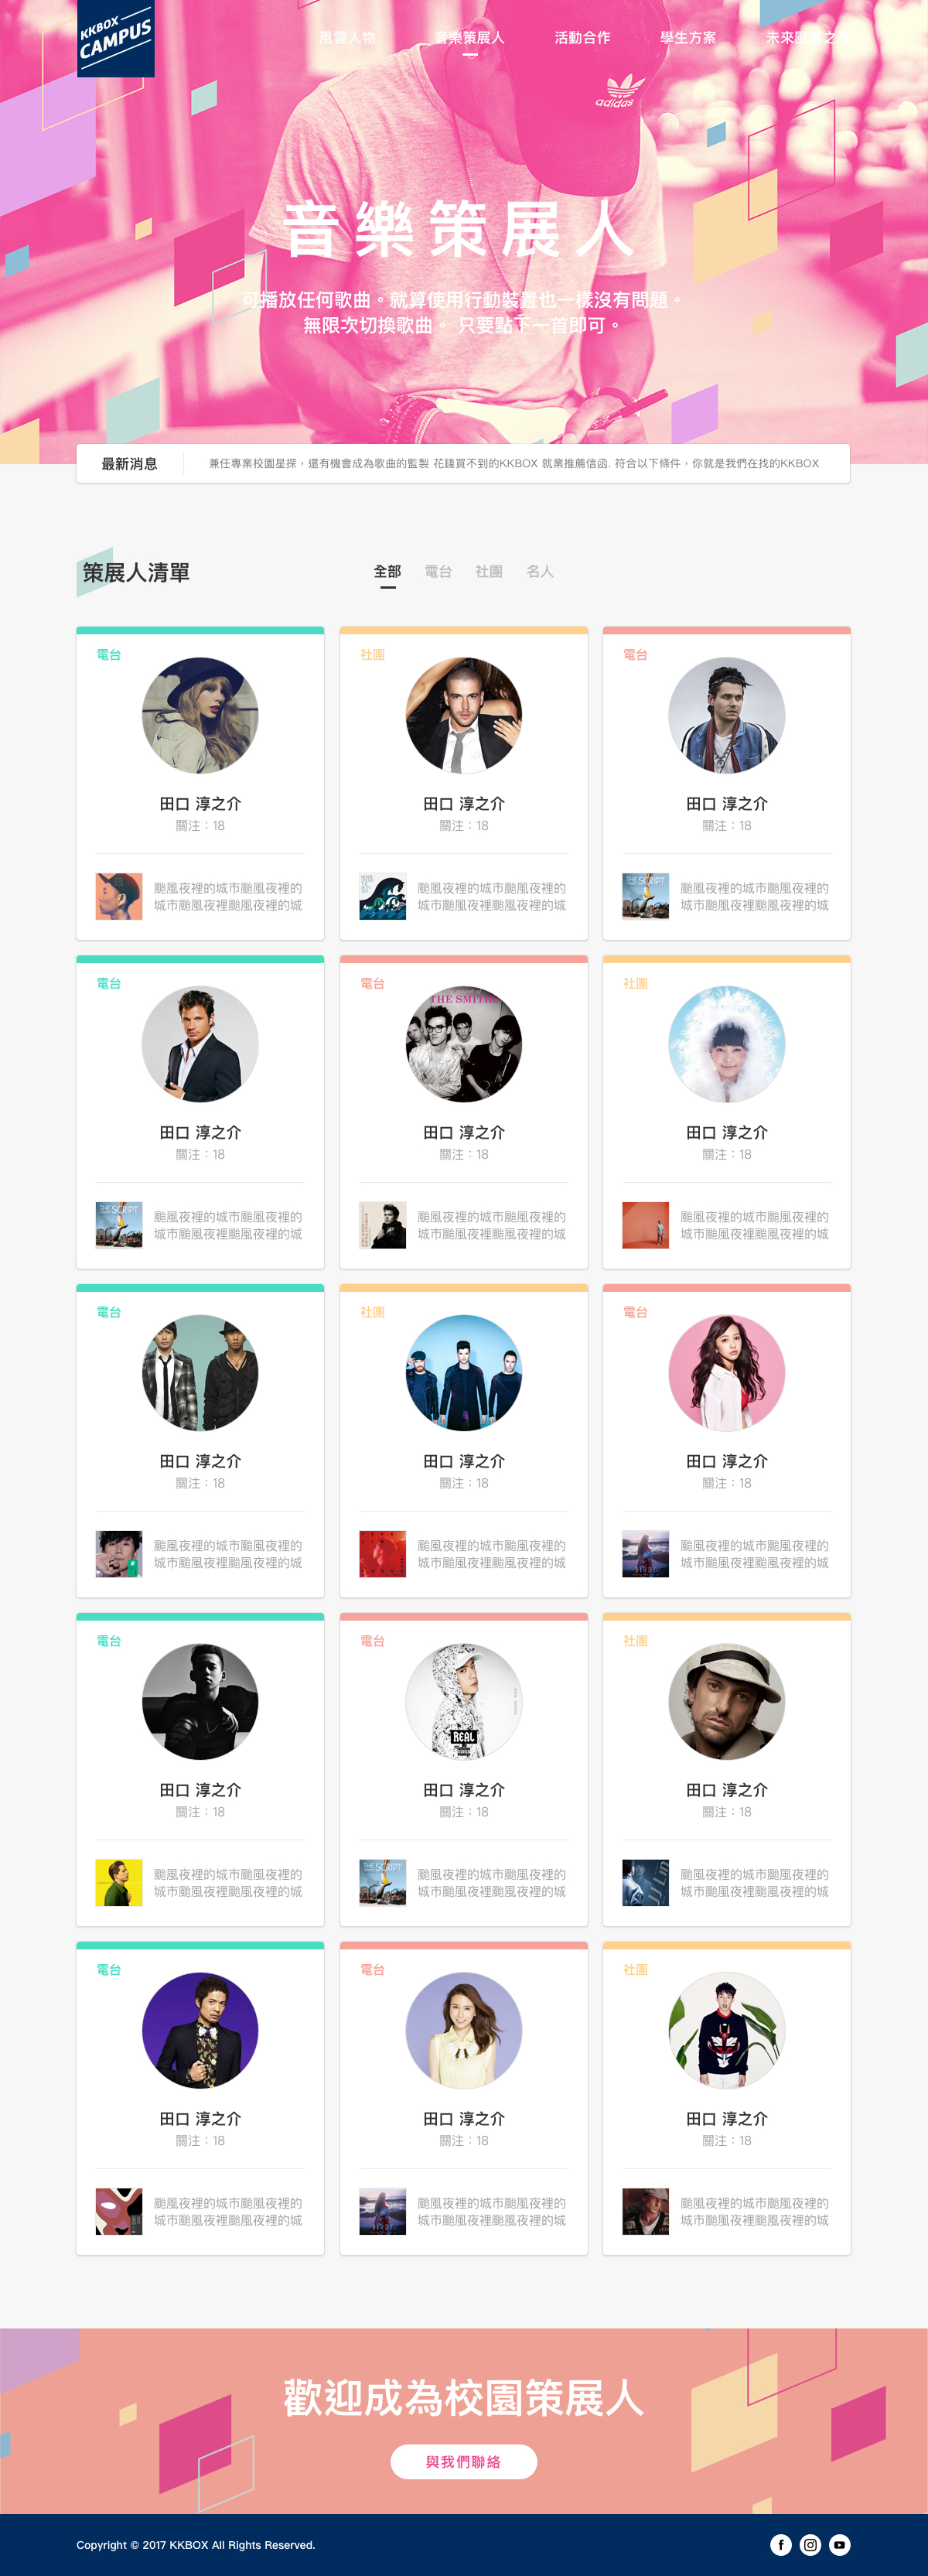 KKBOX
CAMPUS
風雲人物
音樂策展人
活動合作
學生方案
adidas
音樂策展人
可播放任何歌曲。就算使用行動裝置也一樣沒有問題。
無限次切換歌曲。 只要點下一首即可。
最新消息
兼任專業校園星探，還有機會成為歌曲的監製 花錢買不到的KKBOX 就業推薦信函. 符合以下條件，你就是我們在找的KKBOX
策展人清單
全部 電台 社團 名人
電台
田口 淳之介
關注：18
颱風夜裡的城市颱風夜裡的
城市颱風夜裡颱風夜裡的城
社團
田口 淳之介
關注：18
颱風夜裡的城市颱風夜裡的
城市颱風夜裡颱風夜裡的城
電台
田口 淳之介
關注：18
THE SCRIPT
颱風夜裡的城市颱風夜裡的
城市颱風夜裡颱風夜裡的城
電台
田口 淳之介
關注：18
THE SCRIPT
颱風夜裡的城市颱風夜裡的
城市颱風夜裡颱風夜裡的城
電台
THE SMITHS
田口 淳之介
關注：18
颱風夜裡的城市颱風夜裡的
城市颱風夜裡颱風夜裡的城
社團
田口 淳之介
關注：18
颱風夜裡的城市颱風夜裡的
城市颱風夜裡颱風夜裡的城
電台
田口 淳之介
關注：18
颱風夜裡的城市颱風夜裡的
城市颱風夜裡颱風夜裡的城
社團
田口 淳之介
關注：18
颱風夜裡的城市颱風夜裡的
城市颱風夜裡颱風夜裡的城
電台
田口 淳之介
關注：18
颱風夜裡的城市颱風夜裡的
城市颱風夜裡颱風夜裡的城
電台
田口 淳之介
關注：18
颱風夜裡的城市颱風夜裡的
城市颱風夜裡颱風夜裡的城
電台
REAL
田口 淳之介
關注：18
THE SCRIPT
颱風夜裡的城市颱風夜裡的
城市颱風夜裡颱風夜裡的城
社團
田口 淳之介
關注：18
颱風夜裡的城市颱風夜裡的
城市颱風夜裡颱風夜裡的城
電台
田口 淳之介
關注：18
颱風夜裡的城市颱風夜裡的
城市颱風夜裡颱風夜裡的城
電台
田口 淳之介
關注：18
颱風夜裡的城市颱風夜裡的
城市颱風夜裡颱風夜裡的城
社團
田口 淳之介
關注：18
颱風夜裡的城市颱風夜裡的
城市颱風夜裡颱風夜裡的城
歡迎成為校園策展人
與我們聯絡
Copyright © 2017 KKBOX All Rights Reserved.